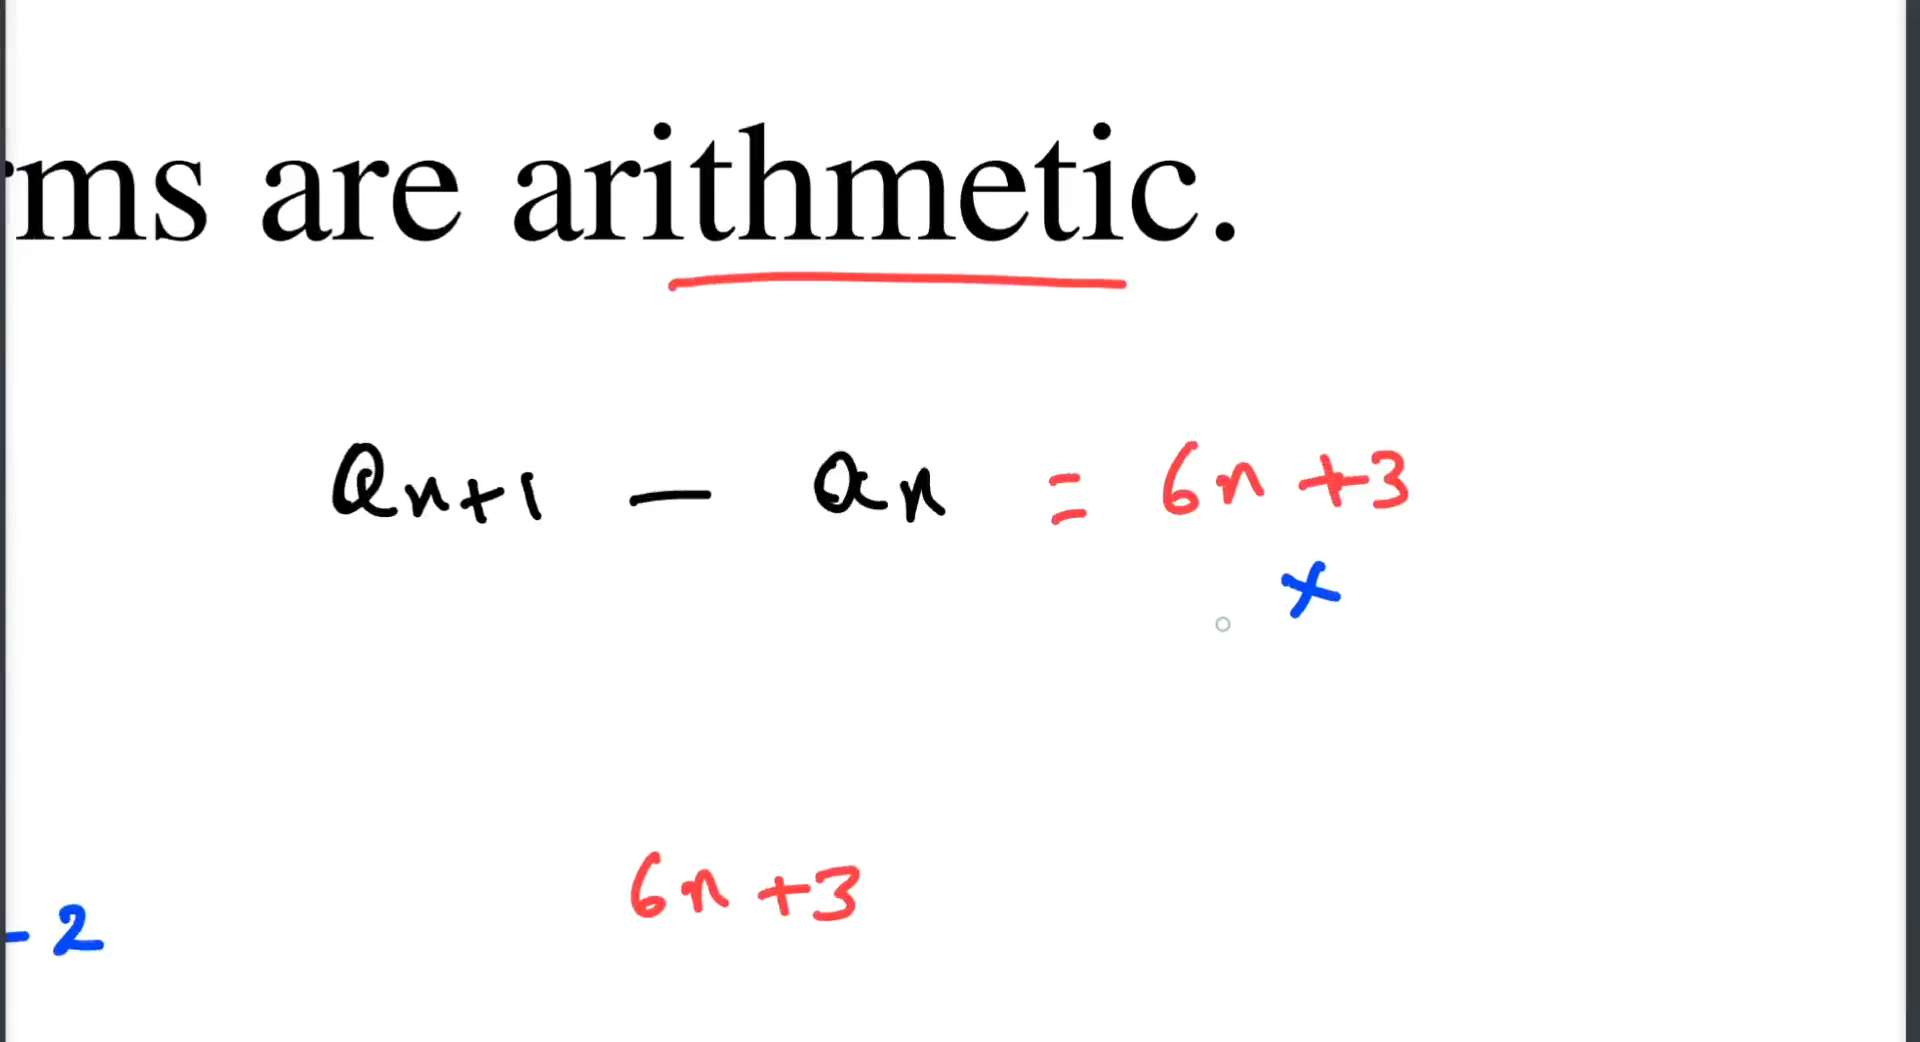 ms are arithmetic.
aₙ₊₁ - aₙ = 6n + 3
×
6n + 3
- 2